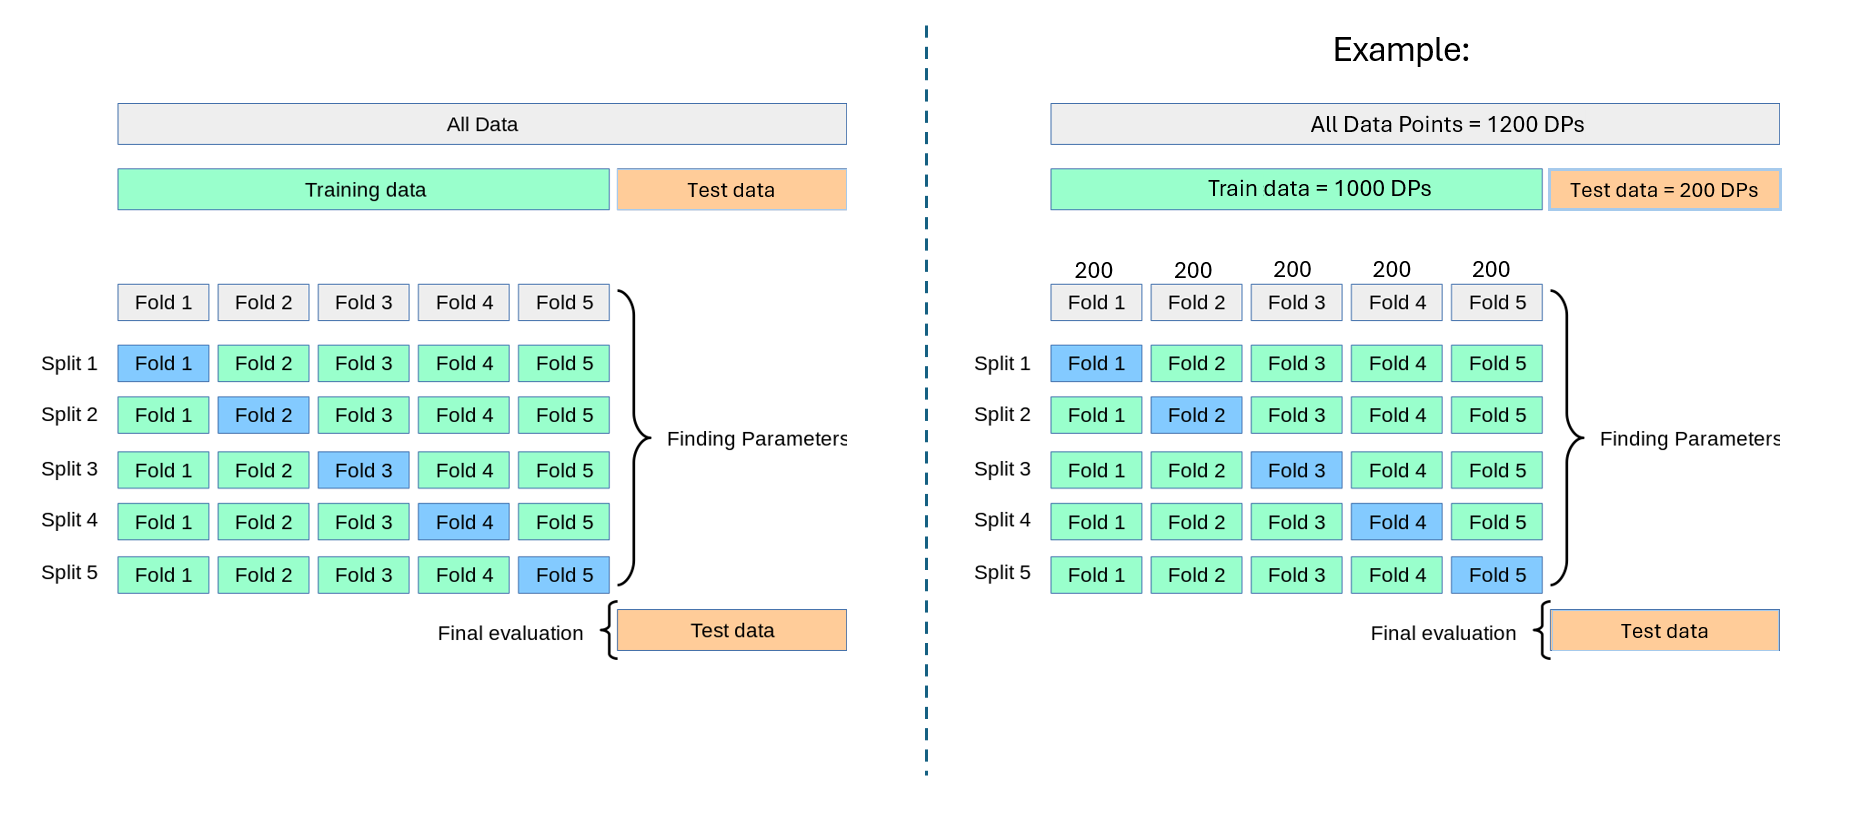 All Data
Training data
Test data
Fold 1 Fold 2 Fold 3 Fold 4 Fold 5
Split 1 Fold 1 Fold 2 Fold 3 Fold 4 Fold 5
Split 2 Fold 1 Fold 2 Fold 3 Fold 4 Fold 5
Split 3 Fold 1 Fold 2 Fold 3 Fold 4 Fold 5
Split 4 Fold 1 Fold 2 Fold 3 Fold 4 Fold 5
Split 5 Fold 1 Fold 2 Fold 3 Fold 4 Fold 5
Finding Parameters
Final evaluation
Test data
Example:
All Data Points = 1200 DPs
Train data = 1000 DPs
Test data = 200 DPs
200 200 200 200 200
Fold 1 Fold 2 Fold 3 Fold 4 Fold 5
Split 1 Fold 1 Fold 2 Fold 3 Fold 4 Fold 5
Split 2 Fold 1 Fold 2 Fold 3 Fold 4 Fold 5
Split 3 Fold 1 Fold 2 Fold 3 Fold 4 Fold 5
Split 4 Fold 1 Fold 2 Fold 3 Fold 4 Fold 5
Split 5 Fold 1 Fold 2 Fold 3 Fold 4 Fold 5
Finding Parameters
Final evaluation
Test data